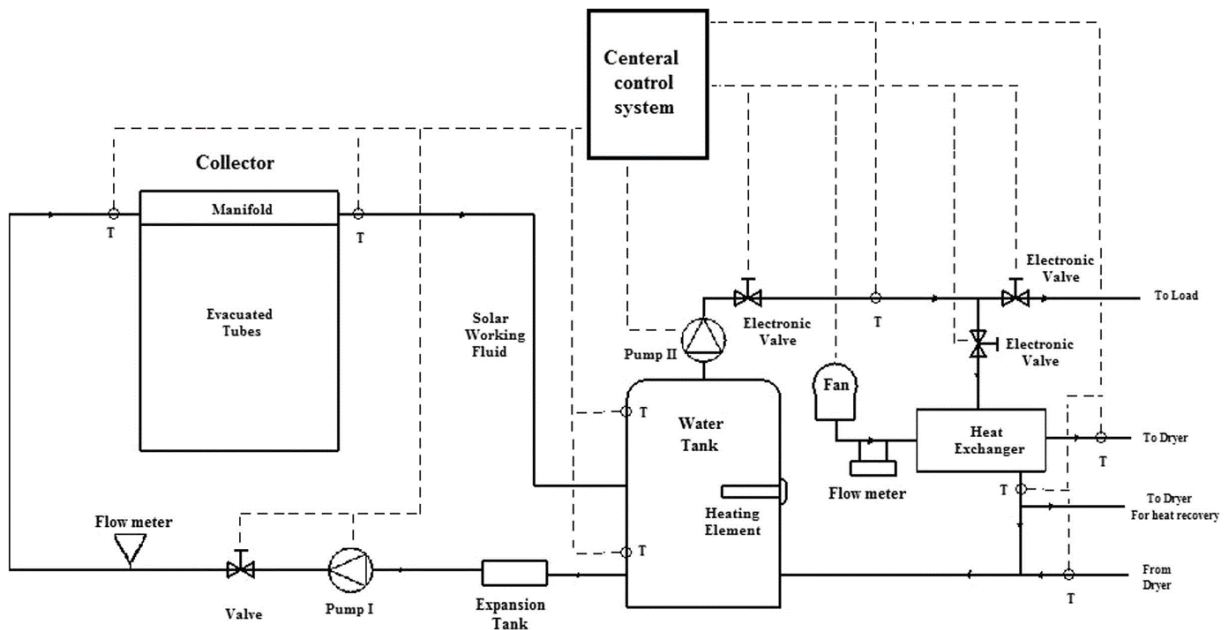 Centeral
control
system
Collector
Manifold
T
T
Evacuated
Tubes
Solar
Working
Fluid
Electronic
Valve
To Load
T
Electronic
Valve
Pump II
Electronic
Valve
Fan
T
Water
Tank
Heat
Exchanger
To Dryer
T
Flow meter
T
Heating
Element
To Dryer
For heat recovery
Flow meter
T
From
Dryer
T
Valve
Pump I
Expansion
Tank